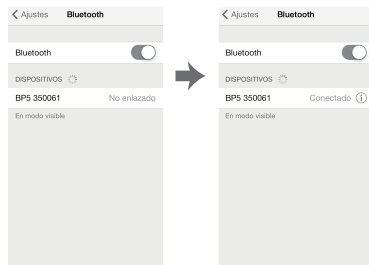 Ajustes Bluetooth
Bluetooth
DISPOSITIVOS
BP5 350061 No enlazado
En modo visible
Ajustes Bluetooth
Bluetooth
DISPOSITIVOS
BP5 350061 Conectado
En modo visible